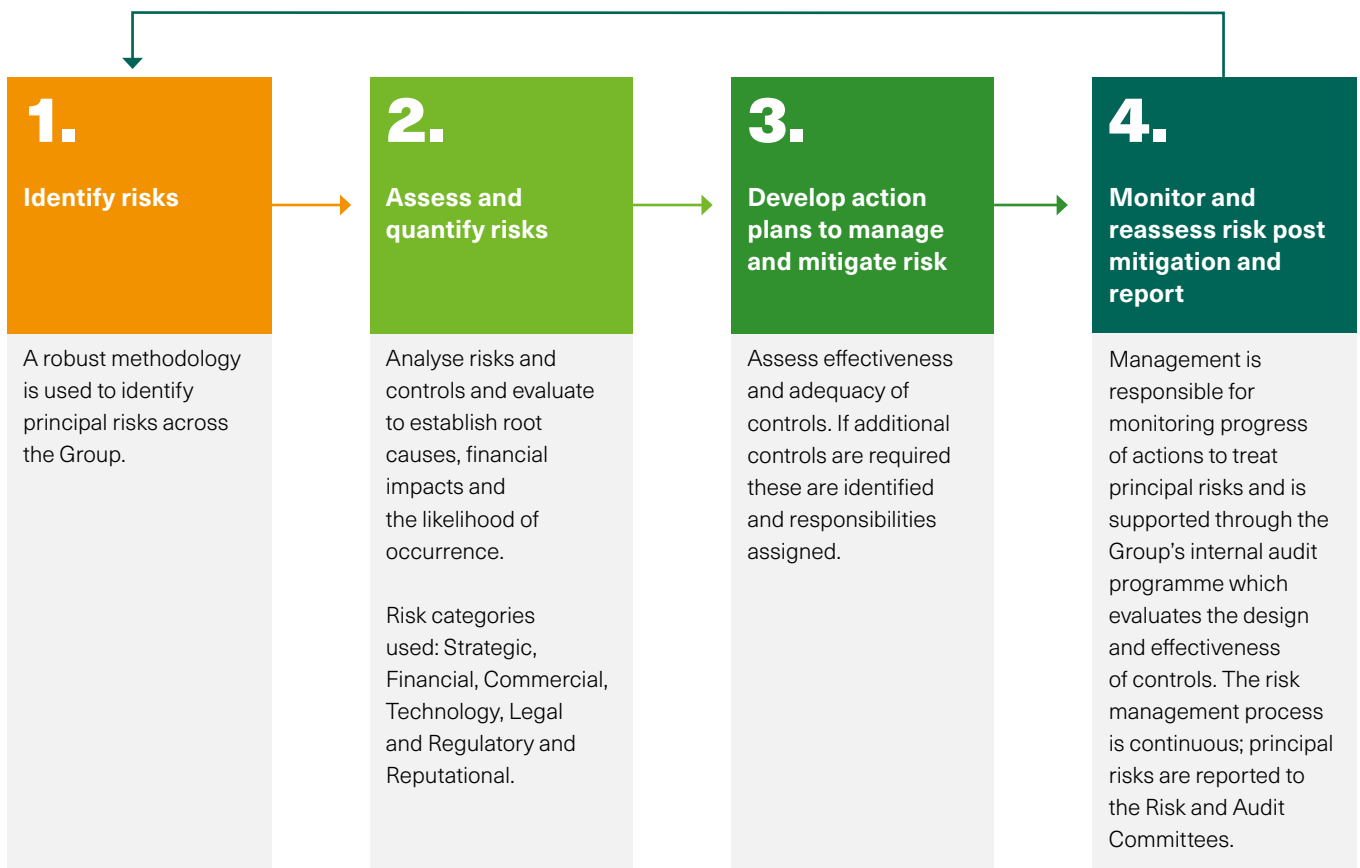 1.
Identify risks
A robust methodology
is used to identify
principal risks across
the Group.
2.
Assess and
quantify risks
Analyse risks and
controls and evaluate
to establish root
causes, financial
impacts and
the likelihood of
occurrence.
Risk categories
used: Strategic,
Financial, Commercial,
Technology, Legal
and Regulatory and
Reputational.
3.
Develop action
plans to manage
and mitigate risk
Assess effectiveness
and adequacy of
controls. If additional
controls are required
these are identified
and responsibilities
assigned.
4.
Monitor and
reassess risk post
mitigation and
report
Management is
responsible for
monitoring progress
of actions to treat
principal risks and is
supported through the
Group’s internal audit
programme which
evaluates the design
and effectiveness
of controls. The risk
management process
is continuous; principal
risks are reported to
the Risk and Audit
Committees.